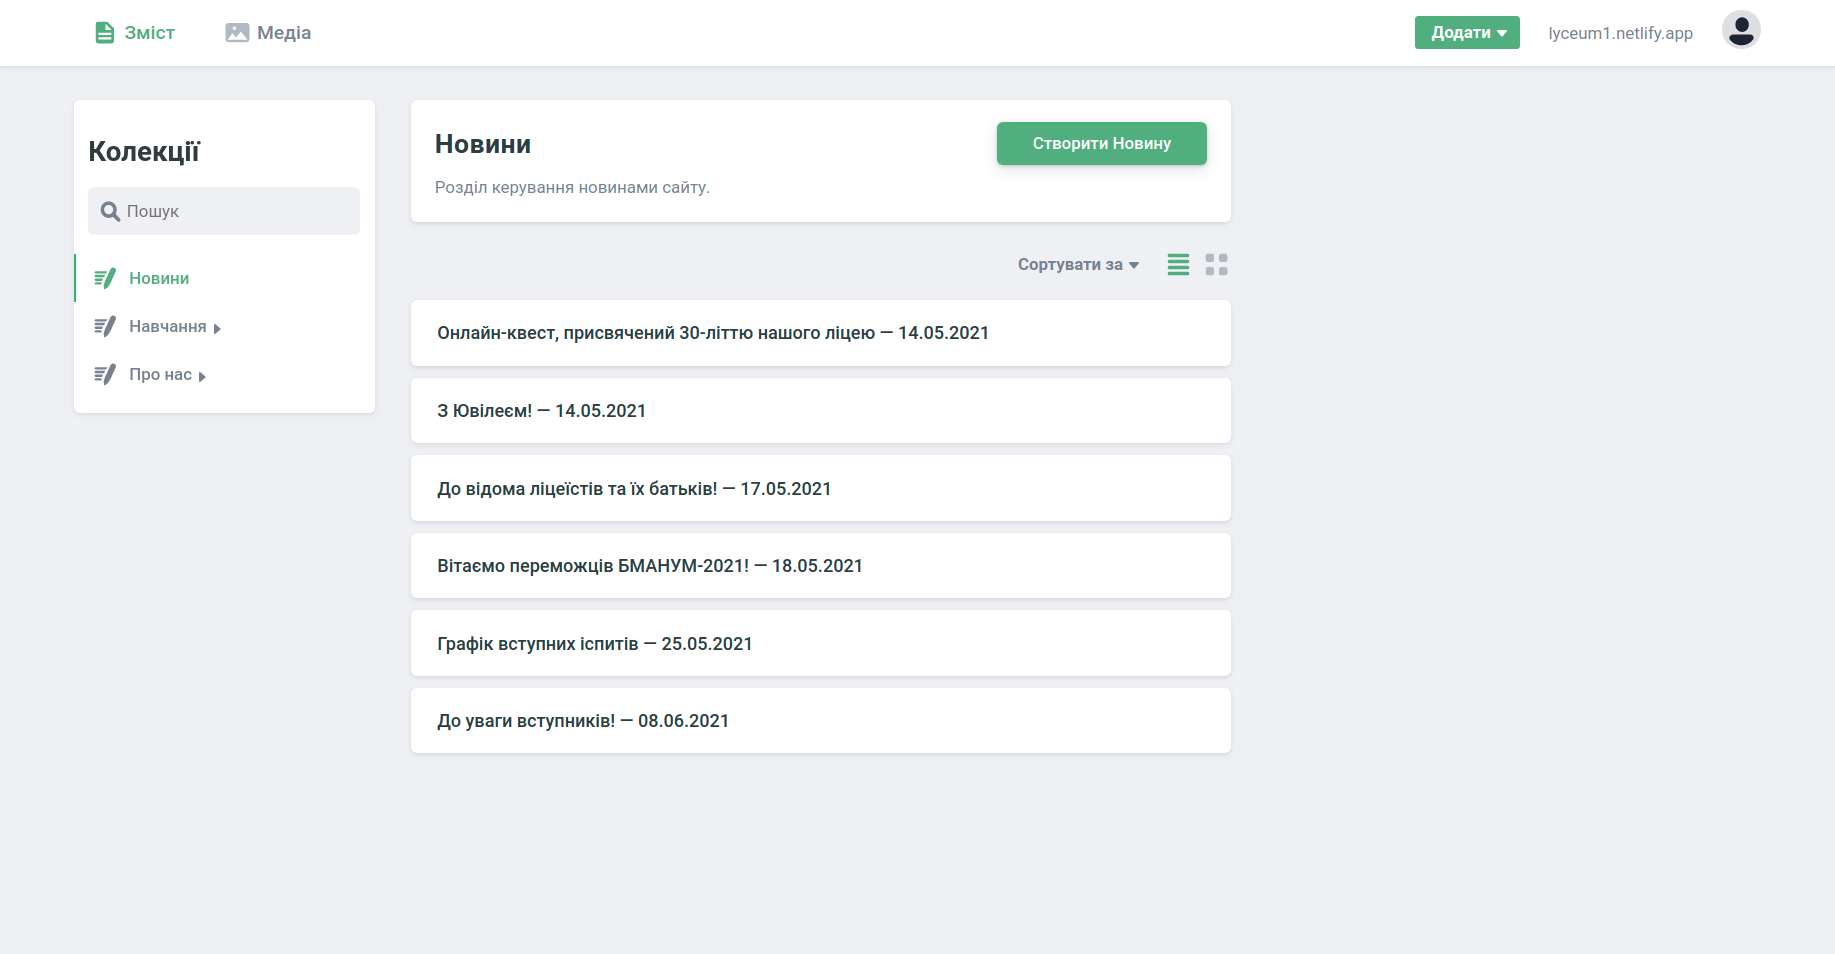 Зміст
Медіа
Додати
lyceum1.netlify.app
Колекції
Пошук
Новини
Навчання
Про нас
Новини
Створити Новину
Розділ керування новинами сайту.
Сортувати за
Онлайн-квест, присвячений 30-літтю нашого ліцею — 14.05.2021
З Ювілеєм! — 14.05.2021
До відома ліцеїстів та їх батьків! — 17.05.2021
Вітаємо переможців БМАНУМ-2021! — 18.05.2021
Графік вступних іспитів — 25.05.2021
До уваги вступників! — 08.06.2021